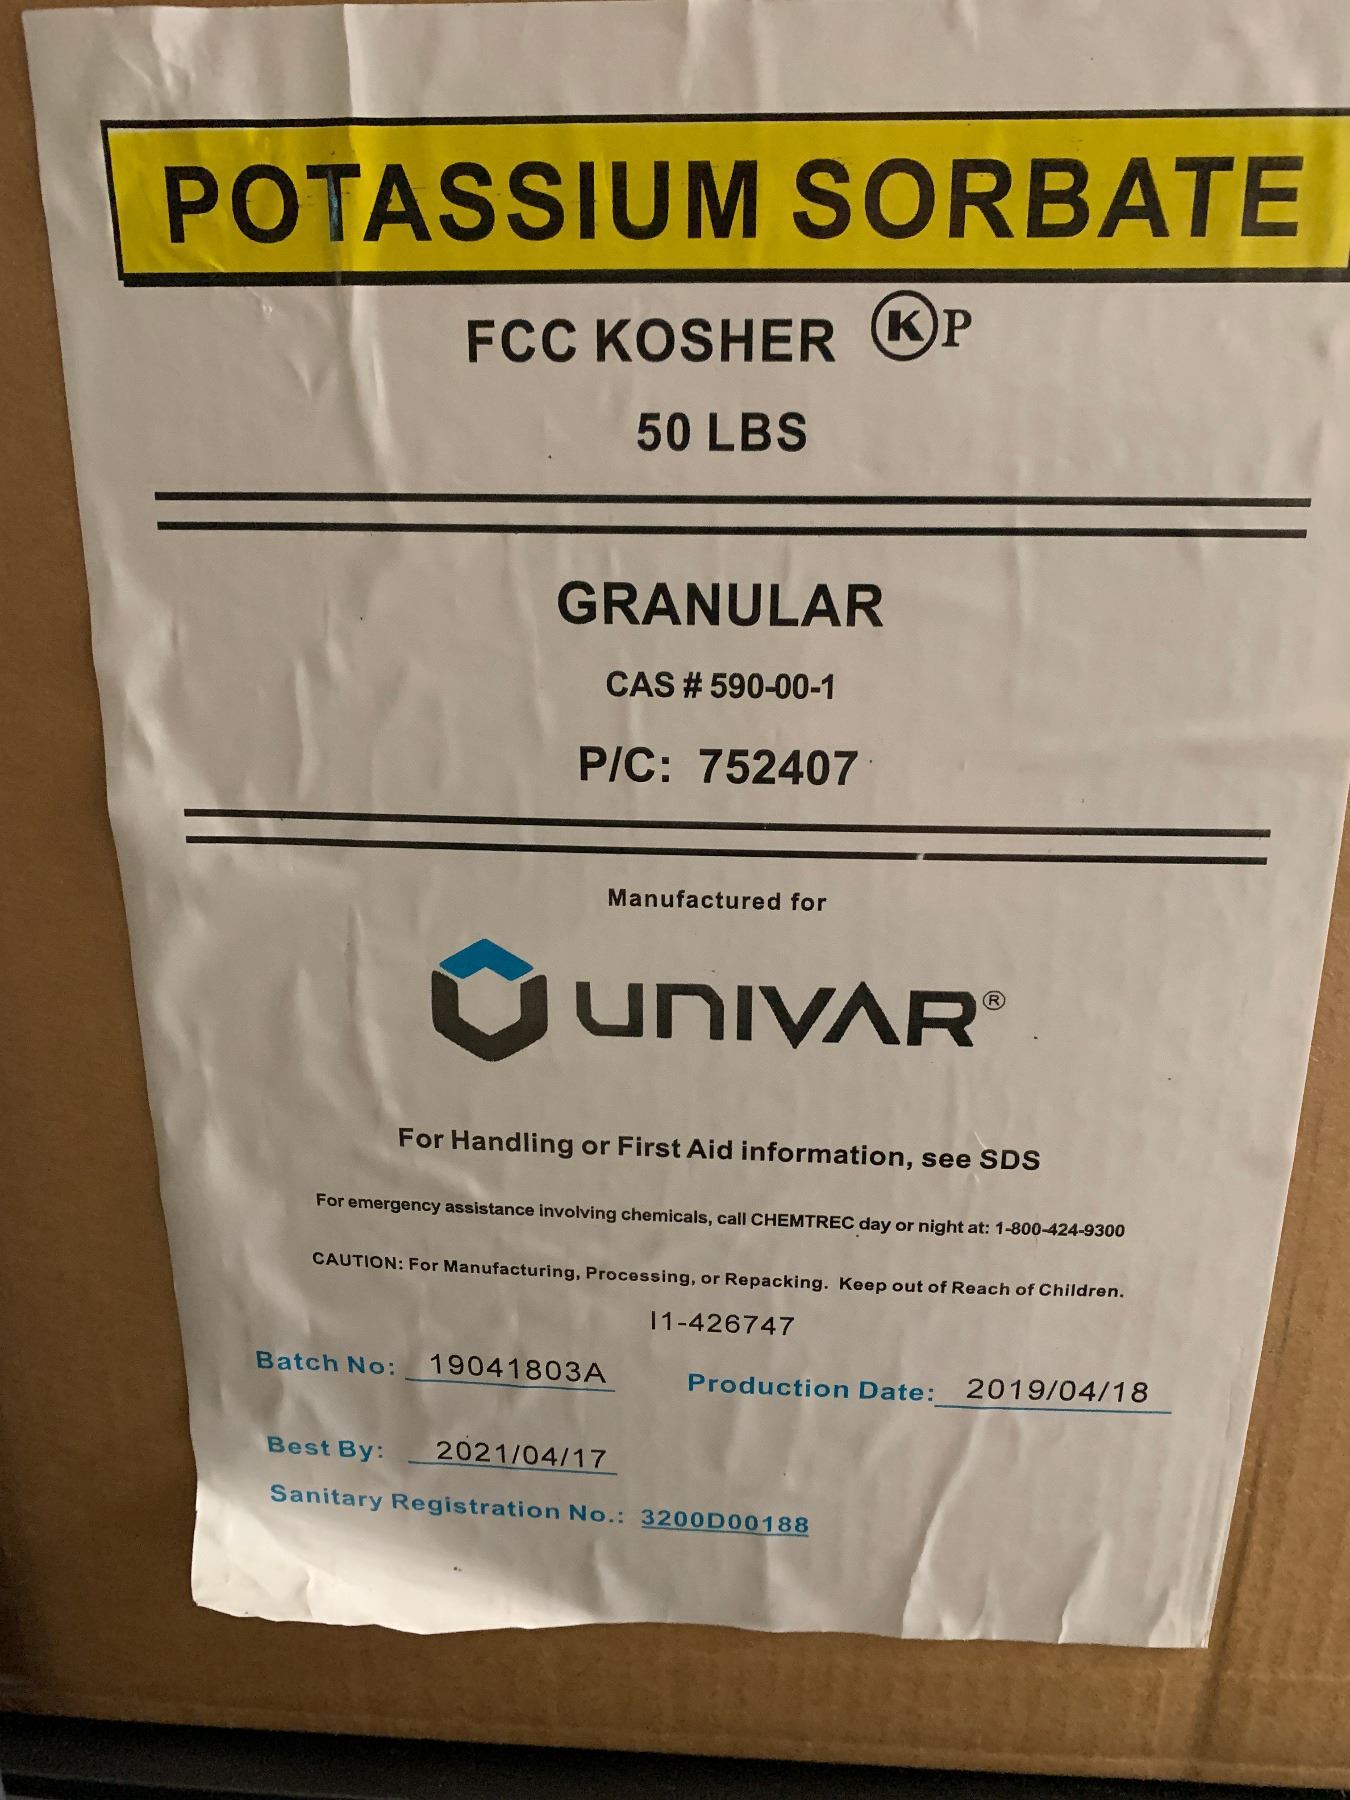 POTASSIUM SORBATE
FCC KOSHER K P
50 LBS
GRANULAR
CAS # 590-00-1
P/C: 752407
Manufactured for
UNIVAR®
For Handling or First Aid information, see SDS
For emergency assistance involving chemicals, call CHEMTREC day or night at: 1-800-424-9300
CAUTION: For Manufacturing, Processing, or Repacking. Keep out of Reach of Children.
I1-426747
Batch No: 19041803A Production Date: 2019/04/18
Best By: 2021/04/17
Sanitary Registration No.: 3200D00188